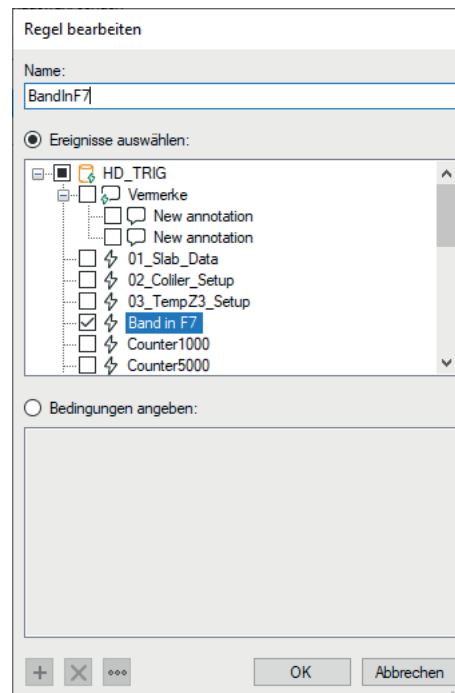 Regel bearbeiten
Name:
BandInF7
Ereignisse auswählen:
HD_TRIG
Vermerke
New annotation
New annotation
01_Slab_Data
02_Coliler_Setup
03_TempZ3_Setup
Band in F7
Counter1000
Counter5000
Bedingungen angeben:
OK Abbrechen